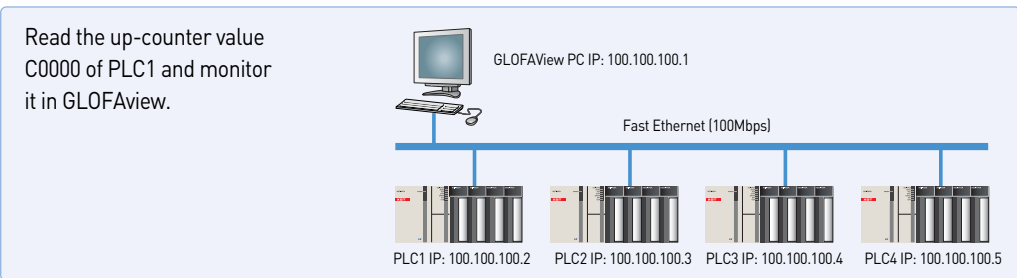 Read the up-counter value
C0000 of PLC1 and monitor
it in GLOFAview.
GLOFAView PC IP: 100.100.100.1
Fast Ethernet (100Mbps)
PLC1 IP: 100.100.100.2
PLC2 IP: 100.100.100.3
PLC3 IP: 100.100.100.4
PLC4 IP: 100.100.100.5